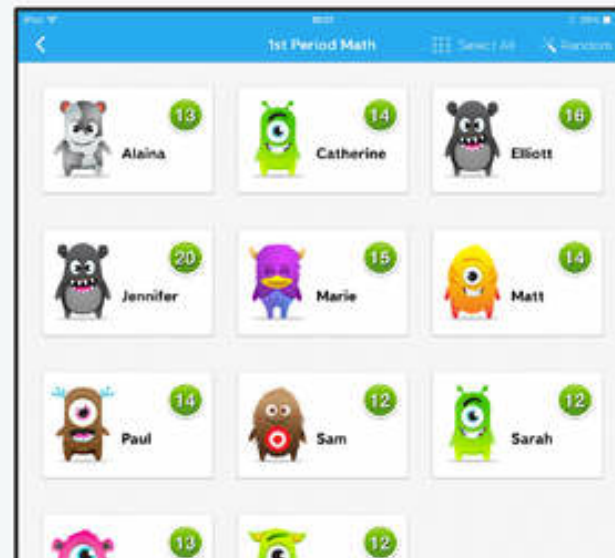 1st Period Math
Select All
Random
13
Alaina
14
Catherine
16
Elliott
20
Jennifer
15
Marie
14
Matt
14
Paul
12
Sam
12
Sarah
13
12